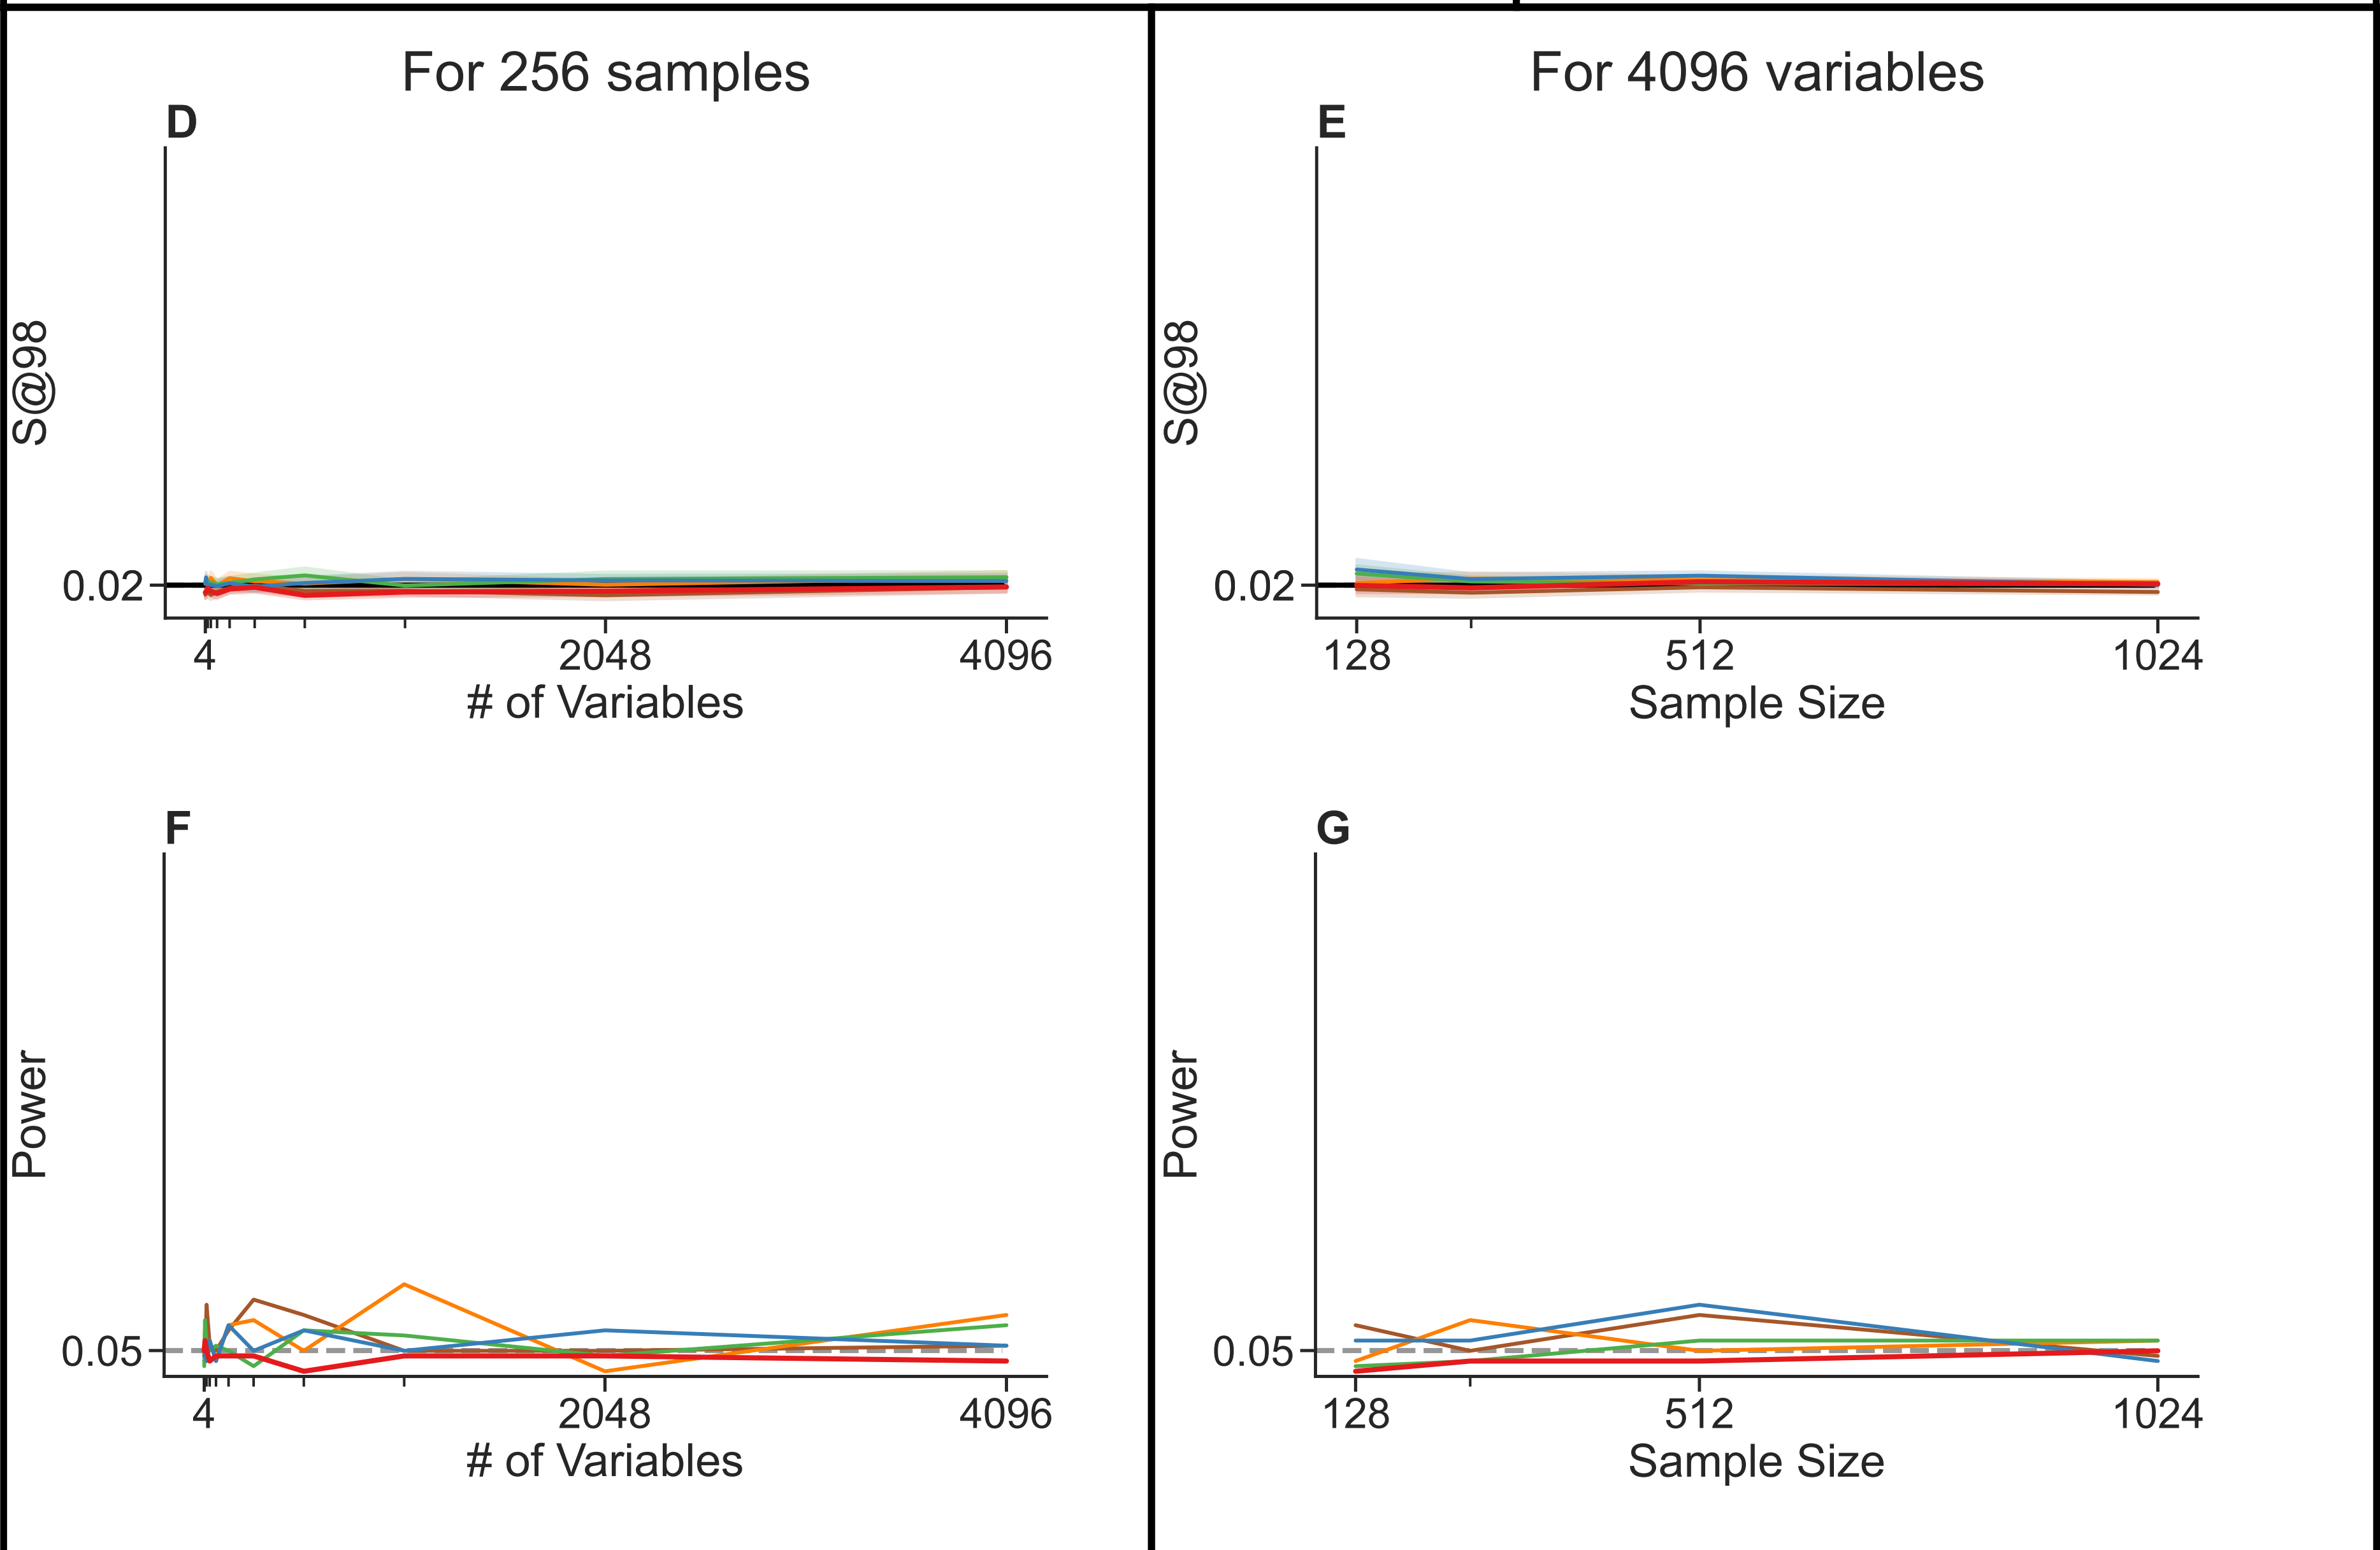 For 256 samples
D
S@98
0.02
4 2048 4096
# of Variables
For 4096 variables
E
S@98
0.02
128 512 1024
Sample Size
F
Power
0.05
4 2048 4096
# of Variables
G
Power
0.05
128 512 1024
Sample Size